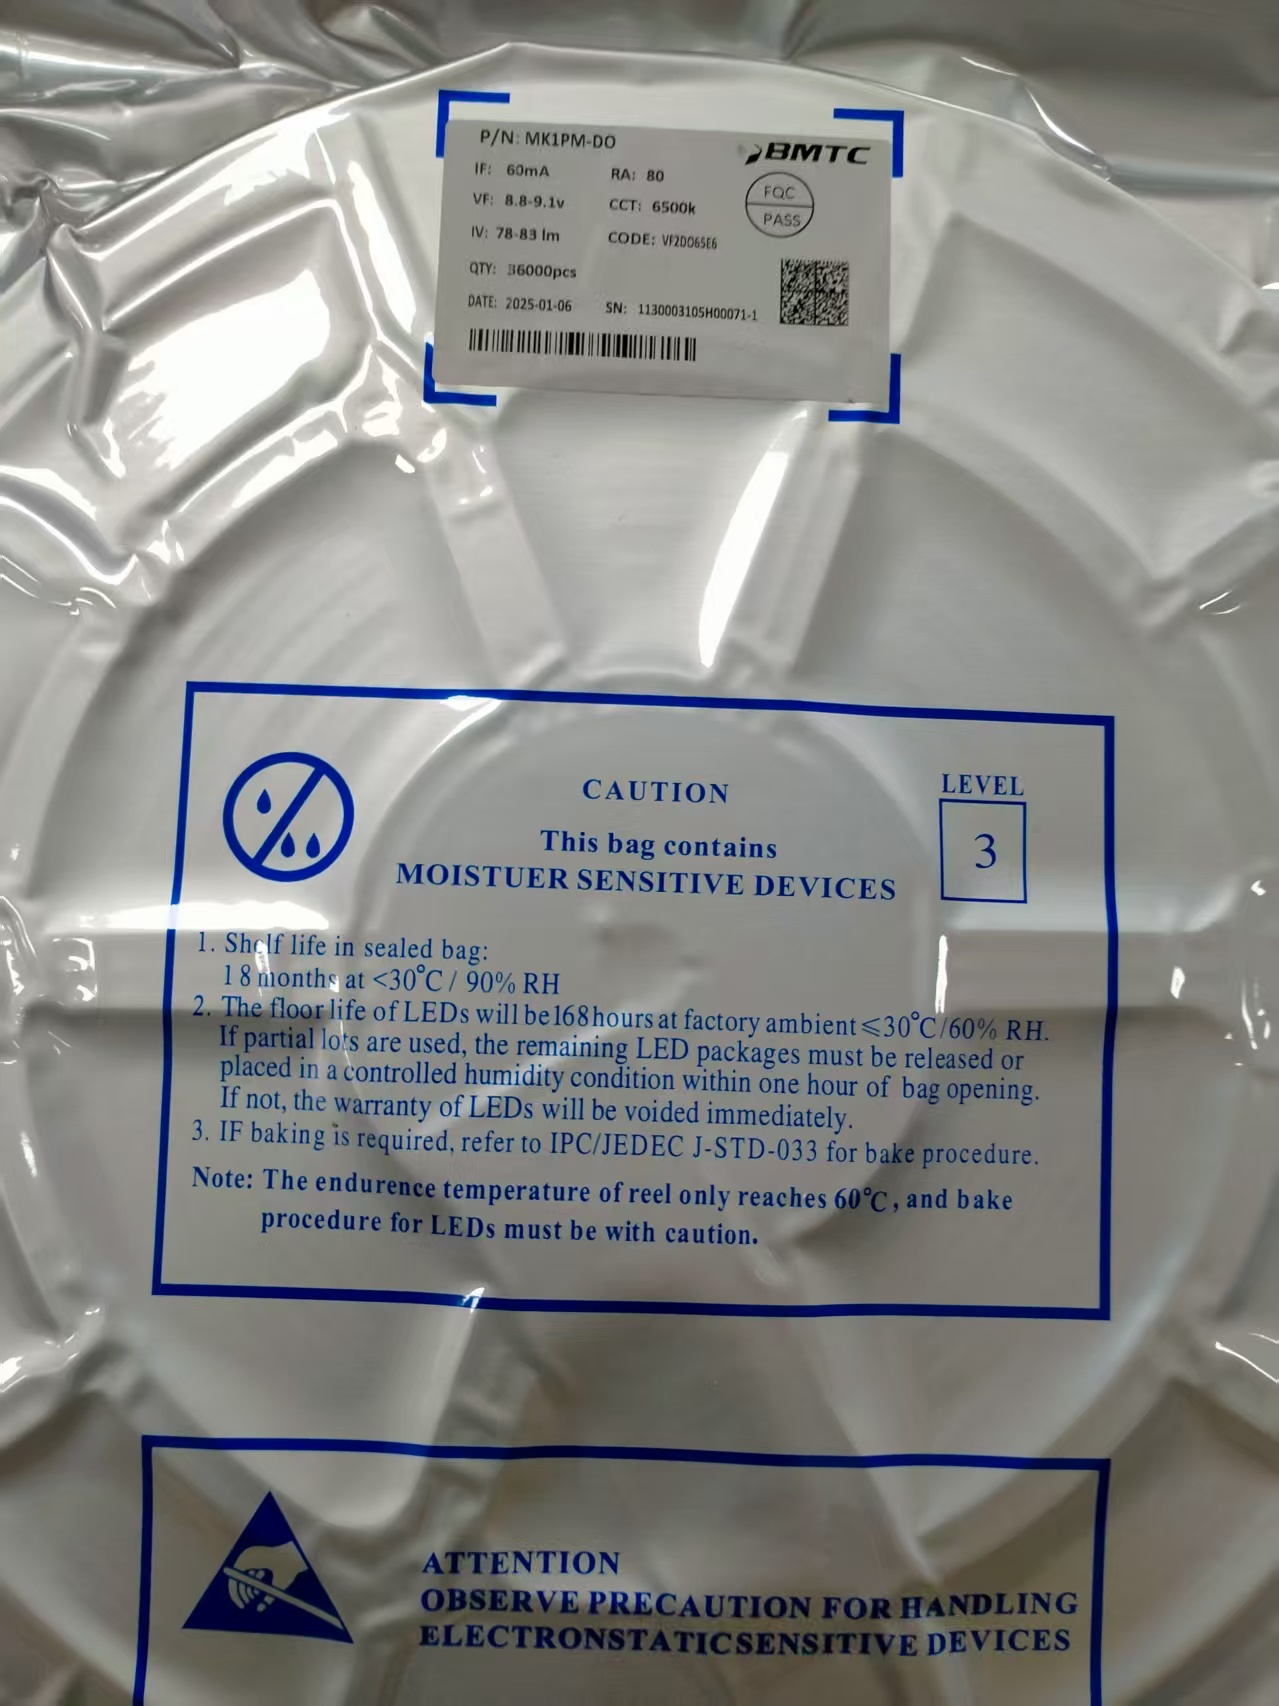 P/N: MK1PM-DO
BMTC
IF: 60mA
RA: 80
FQC
PASS
VF: 8.8-9.1v
CCT: 6500k
IV: 78-83 lm
CODE: VF2DO65E6
QTY: 36000pcs
DATE: 2025-01-06
SN: 1130003105H00071-1
CAUTION
LEVEL
3
This bag contains
MOISTUER SENSITIVE DEVICES
1. Shelf life in sealed bag:
18 months at <30℃ / 90% RH
2. The floor life of LEDs will be 168 hours at factory ambient ≤30℃/60% RH.
If partial lots are used, the remaining LED packages must be released or
placed in a controlled humidity condition within one hour of bag opening.
If not, the warranty of LEDs will be voided immediately.
3. IF baking is required, refer to IPC/JEDEC J-STD-033 for bake procedure.
Note: The endurence temperature of reel only reaches 60℃, and bake
procedure for LEDs must be with caution.
ATTENTION
OBSERVE PRECAUTION FOR HANDLING
ELECTRONSTATIC SENSITIVE DEVICES